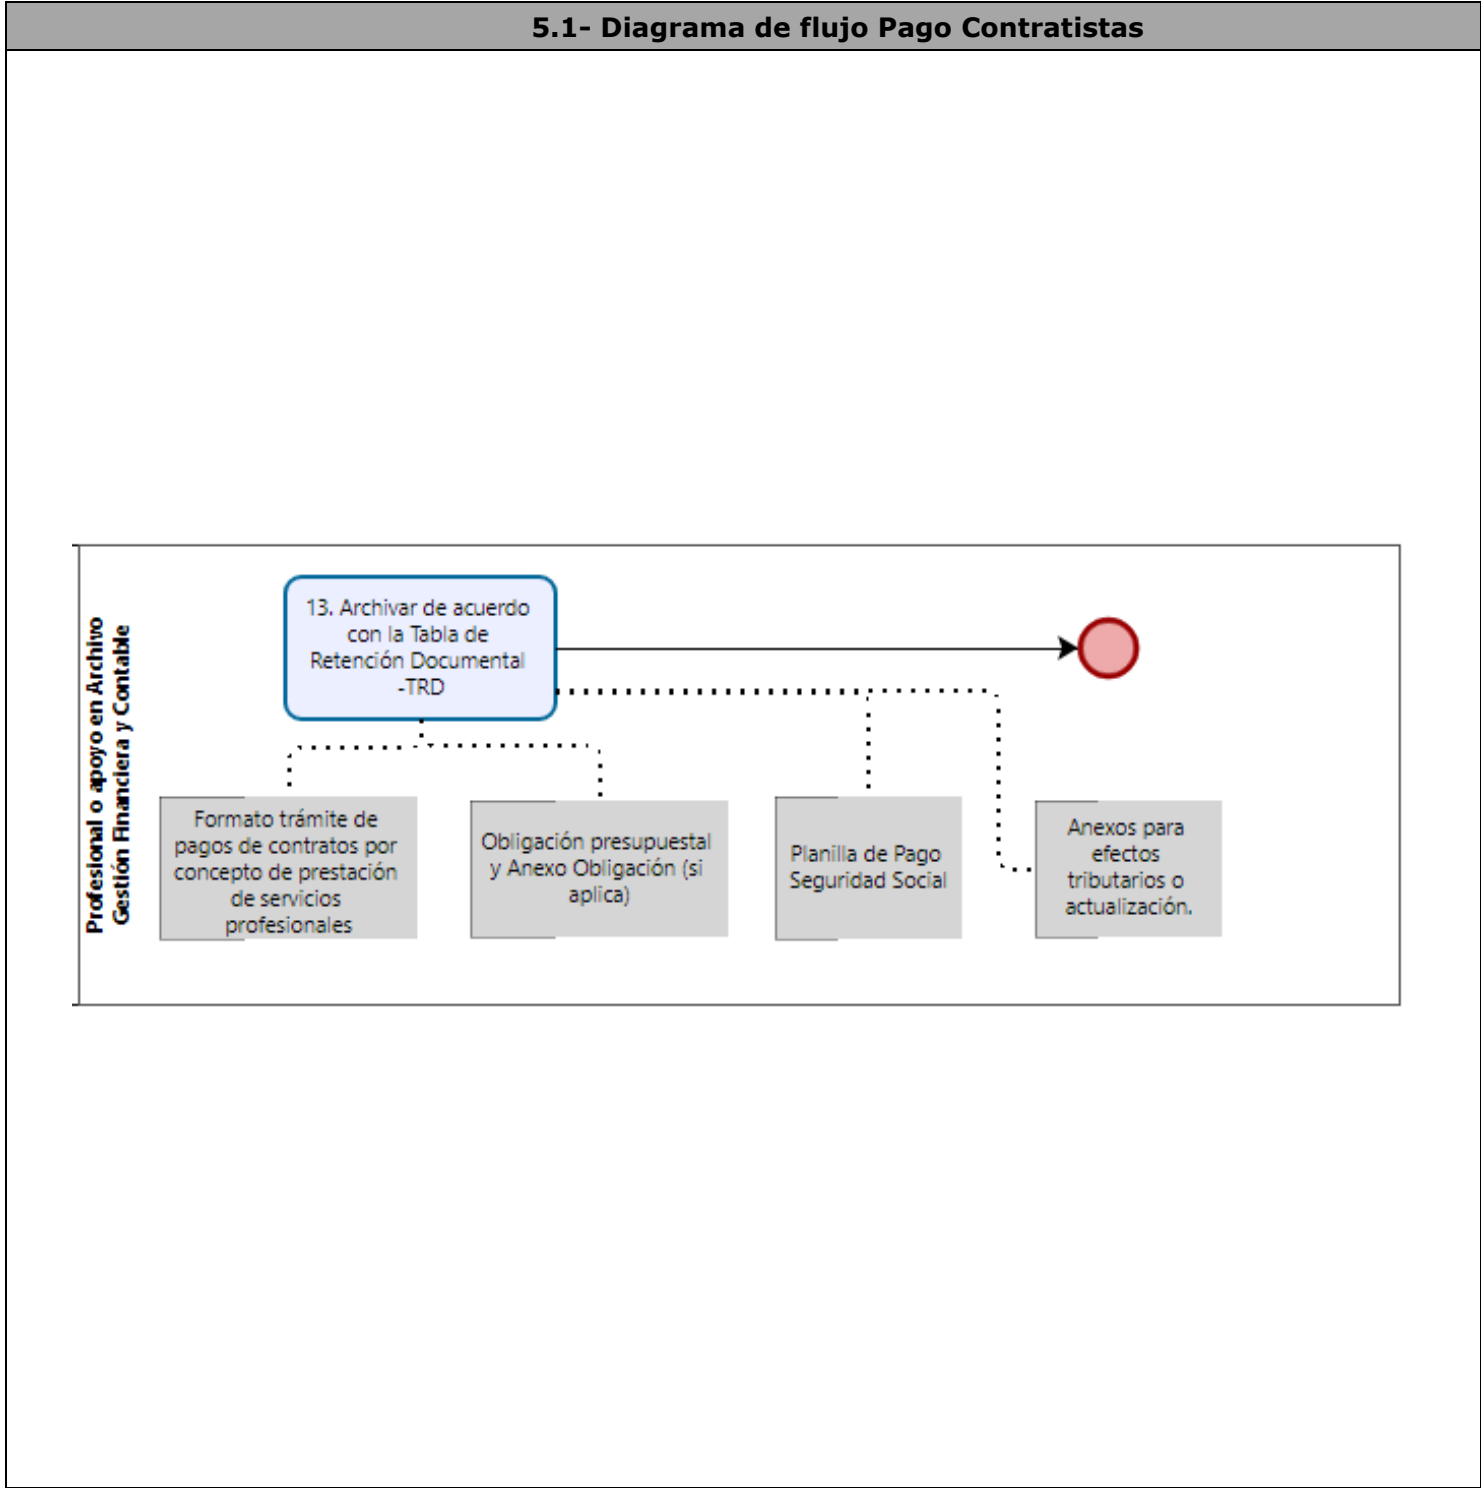 5.1- Diagrama de flujo Pago Contratistas
Profesional o apoyo en Archivo
Gestión Financiera y Contable
13. Archivar de acuerdo
con la Tabla de
Retención Documental
-TRD
Formato trámite de
pagos de contratos por
concepto de prestación
de servicios
profesionales
Obligación presupuestal
y Anexo Obligación (si
aplica)
Planilla de Pago
Seguridad Social
Anexos para
efectos
tributarios o
actualización.